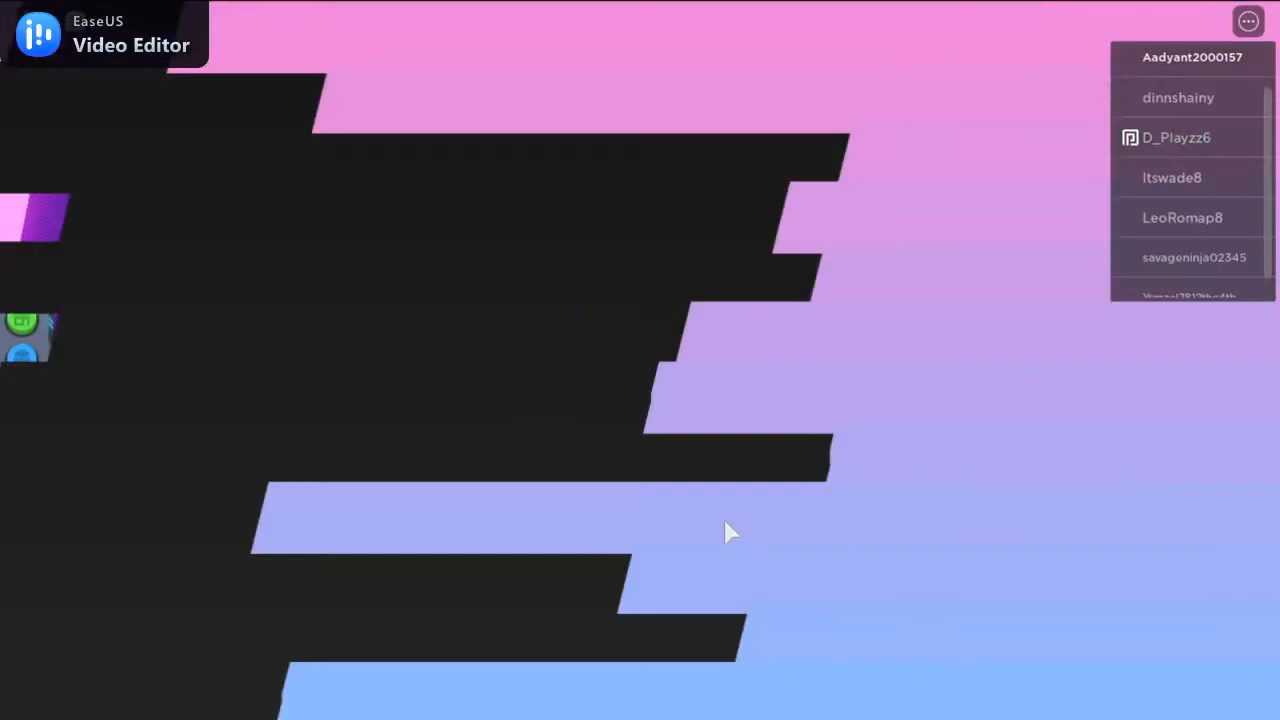 EaseUS
Video Editor
Aadyant2000157
dinnshainy
D_Playzz6
Itswade8
LeoRomap8
savageninja02345